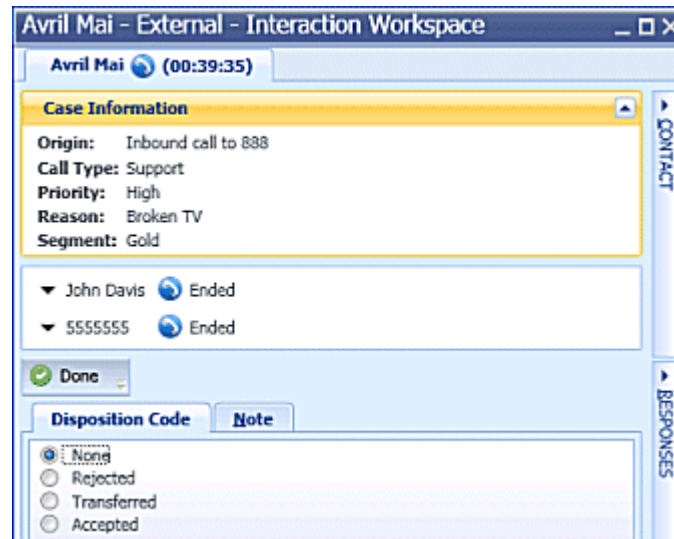 Avril Mai - External - Interaction Workspace
Avril Mai (00:39:35)
Case Information
Origin: Inbound call to 888
Call Type: Support
Priority: High
Reason: Broken TV
Segment: Gold
John Davis Ended
5555555 Ended
Done
Disposition Code Note
None
Rejected
Transferred
Accepted
CONTACT
RESPONSES